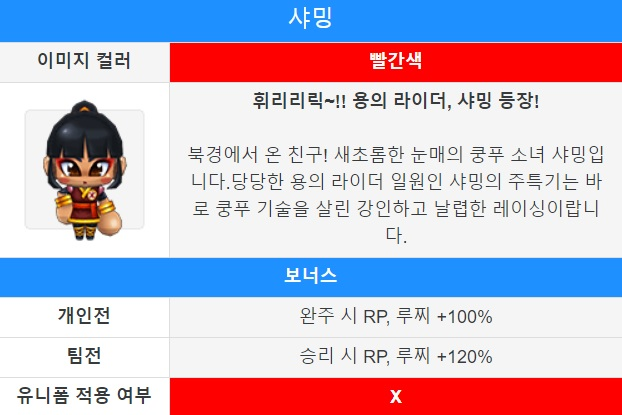 샤밍
이미지 컬러
빨간색
휘리리릭~!! 용의 라이더, 샤밍 등장!
북경에서 온 친구! 새초롬한 눈매의 쿵푸 소녀 샤밍입
니다.당당한 용의 라이더 일원인 샤밍의 주특기는 바
로 쿵푸 기술을 살린 강인하고 날렵한 레이싱이랍니
다.
보너스
개인전
완주 시 RP, 루찌 +100%
팀전
승리 시 RP, 루찌 +120%
유니폼 적용 여부
X